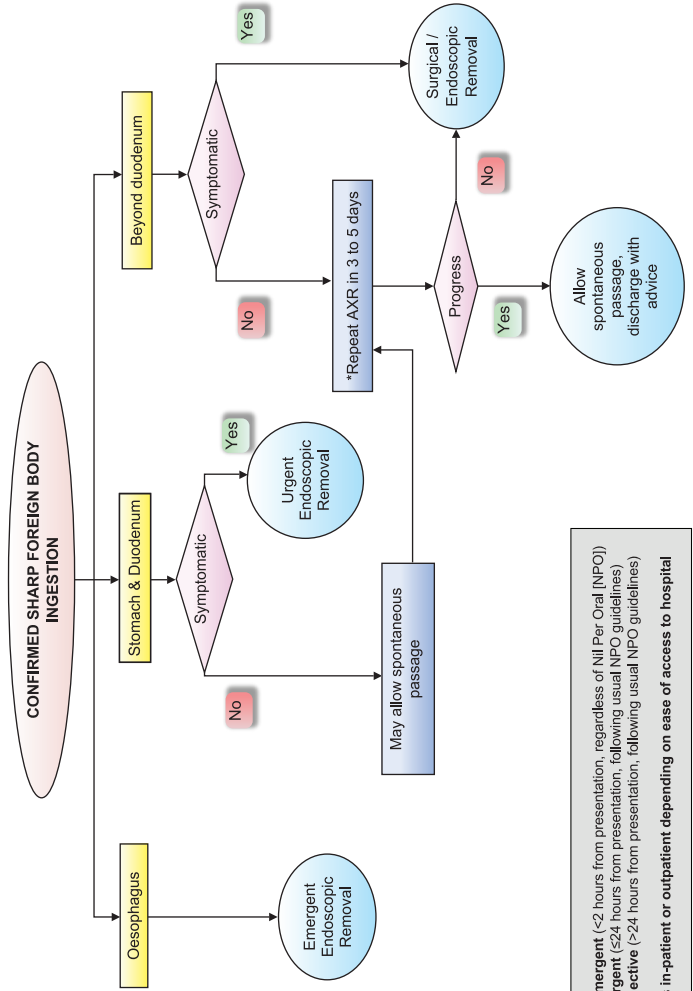 CONFIRMED SHARP FOREIGN BODY
INGESTION
Oesophagus
Stomach & Duodenum
Beyond duodenum
Emergent
Endoscopic
Removal
Symptomatic
Yes
Urgent
Endoscopic
Removal
No
May allow spontaneous
passage
Symptomatic
Yes
No
*Repeat AXR in 3 to 5 days
Progress
No
Surgical /
Endoscopic
Removal
Yes
Allow
spontaneous
passage,
discharge with
advice
mergent (<2 hours from presentation, regardless of Nil Per Oral [NPO])
rgent (≤24 hours from presentation, following usual NPO guidelines)
ective (>24 hours from presentation, following usual NPO guidelines)
in-patient or outpatient depending on ease of access to hospital